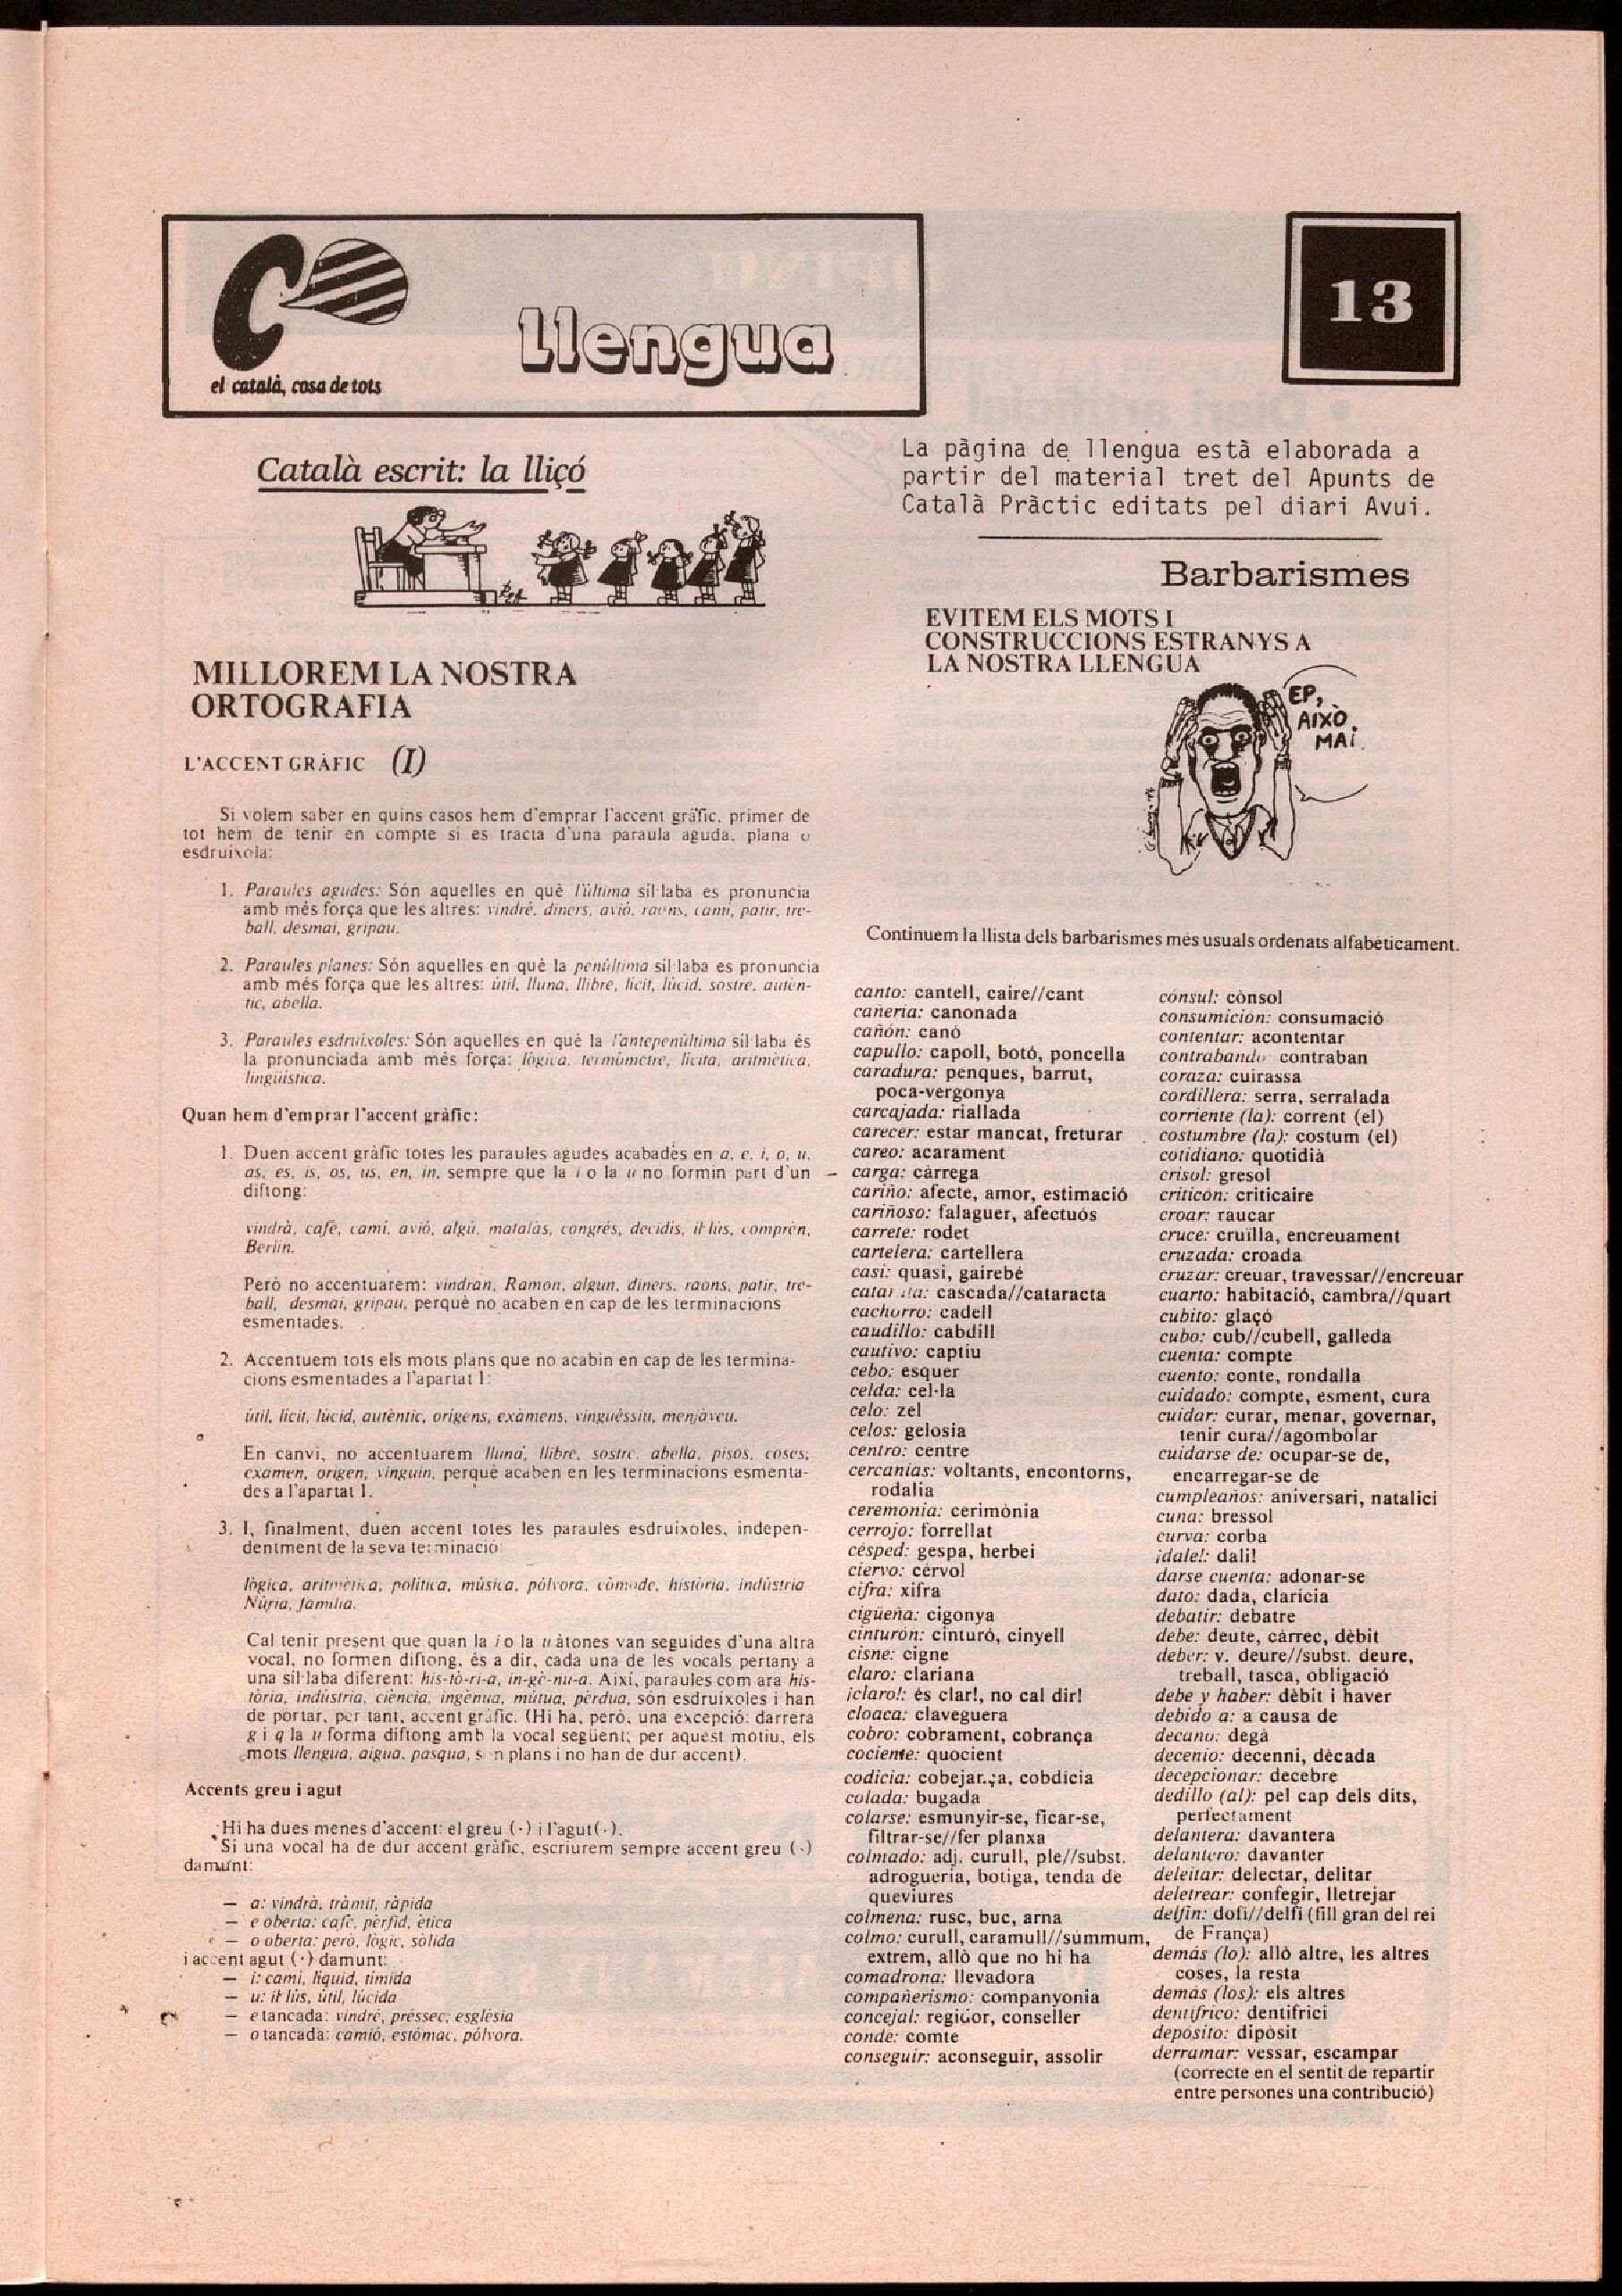 el català, cosa de tots
Llengua
13
Català escrit: la lliçó
La pàgina de llengua està elaborada a
partir del material tret del Apunts de
Català Pràctic editats pel diari Avui.
MILLOREM LA NOSTRA
ORTOGRAFIA
L'ACCENT GRÀFIC (I)
Si volem saber en quins casos hem d'emprar l'accent gràfic, primer de
tot hem de tenir en compte si es tracta d'una paraula aguda, plana o
esdruixola:
1. Paraules agudes: Són aquelles en què l'última síl·laba es pronuncia
amb més força que les altres: vindré, diners, avió, raons, camí, patir, tre-
ball, desmai, gripau.
2. Paraules planes: Són aquelles en què la penúltima síl·laba es pronuncia
amb més força que les altres: útil, lluna, llibre, lícit, lúcid, sostre, autèn-
tic, abella.
3. Paraules esdruixoles: Són aquelles en què la l'antepenúltima síl·laba és
la pronunciada amb més força: lògica, termòmetre, lícita, aritmètica,
lingüística.
Quan hem d'emprar l'accent gràfic:
1. Duen accent gràfic totes les paraules agudes acabades en a, e, i, o, u,
as, es, is, os, us, en, in, sempre que la i o la u no formin part d'un
diftong:
vindrà, cafè, camí, avió, algú, matalàs, congrés, decidís, il·lús, comprèn,
Berlín.
Però no accentuarem: vindran, Ramon, algun, diners, raons, patir, tre-
ball, desmai, gripau, perquè no acaben en cap de les terminacions
esmentades.
2. Accentuem tots els mots plans que no acabin en cap de les termina-
cions esmentades a l'apartat 1:
útil, lícit, lúcid, autèntic, orígens, exàmens, vinguéssiu, menjàveu.
En canvi, no accentuarem lluna, llibre, sostre, abella, pisos, coses,
examen, origen, vinguin, perquè acaben en les terminacions esmenta-
des a l'apartat 1.
3. I, finalment, duen accent totes les paraules esdruixoles, indepen-
dentment de la seva terminació:
lògica, aritmètica, política, música, pólvora, còmode, història, indústria
Núria, família.
Cal tenir present que quan la i o la u àtones van seguides d'una altra
vocal, no formen diftong, és a dir, cada una de les vocals pertany a
una síl·laba diferent: his-tò-ri-a, in-gè-nu-a. Així, paraules com ara his-
tòria, indústria, ciència, ingènua, mútua, pèrdua, són esdruixoles i han
de portar, per tant, accent gràfic. (Hi ha, però, una excepció: darrera
g i q la u forma diftong amb la vocal següent; per aquest motiu, els
mots llengua, aigua, pasqua, són plans i no han de dur accent).
Accents greu i agut
Hi ha dues menes d'accent: el greu (`) i l'agut (´).
Si una vocal ha de dur accent gràfic, escriurem sempre accent greu (`)
damunt:
— a: vindrà, tràmit, ràpida
— e oberta: cafè, pèrfid, ètica
— o oberta: però, lògic, sòlida
i accent agut (´) damunt:
— i: camí, líquid, tímida
— u: il·lús, útil, lúcida
— e tancada: vindré, préssec, església
— o tancada: camió, estómac, pólvora.
Barbarismes
EVITEM ELS MOTS I
CONSTRUCCIONS ESTRANYS A
LA NOSTRA LLENGUA
EP,
AIXÒ
MAI.
Continuem la llista dels barbarismes més usuals ordenats alfabèticament.
canto: cantell, caire//cant
cañeria: canonada
cañón: canó
capullo: capoll, botó, poncella
caradura: penques, barrut,
poca-vergonya
carcajada: riallada
carecer: estar mancat, freturar
careo: acarament
carga: càrrega
cariño: afecte, amor, estimació
cariñoso: falaguer, afectuós
carrete: rodet
cartelera: cartellera
casi: quasi, gairebé
cascada//cataracta
cachorro: cadell
caudillo: cabdill
cautivo: captiu
cebo: esquer
celda: cel·la
celo: zel
celos: gelosia
centro: centre
cercanías: voltants, encontorns,
rodalia
ceremonia: cerimònia
cerrojo: forrellat
césped: gespa, herbei
ciervo: cérvol
cifra: xifra
cigüeña: cigonya
cinturón: cinturó, cinyell
cisne: cigne
claro: clariana
¡claro!: és clar!, no cal dir!
cloaca: claveguera
cobro: cobrament, cobrança
cociente: quocient
codicia: cobejança, cobdícia
colada: bugada
colarse: esmunyir-se, ficar-se,
filtrar-se//fer planxa
colmado: adj. curull, ple//subst.
adrogueria, botiga, tenda de
queviures
colmena: rusc, buc, arna
colmo: curull, caramull//súmmum,
extrem, allò que no hi ha
comadrona: llevadora
compañerismo: companyonia
concejal: regidor, conseller
conde: comte
conseguir: aconseguir, assolir
cónsul: cònsol
consumición: consumació
contentar: acontentar
contrabando: contraban
coraza: cuirassa
cordillera: serra, serralada
corriente (la): corrent (el)
costumbre (la): costum (el)
cotidiano: quotidià
crisol: gresol
criticón: criticaire
croar: raucar
cruce: cruïlla, encreuament
cruzada: croada
cruzar: creuar, travessar//encreuar
cuarto: habitació, cambra//quart
cubito: glaçó
cubo: cub//cubell, galleda
cuenta: compte
cuento: conte, rondalla
cuidado: compte, esment, cura
cuidar: curar, menar, governar,
tenir cura//agombolar
cuidarse de: ocupar-se de,
encarregar-se de
cumpleaños: aniversari, natalici
cuna: bressol
curva: corba
¡dale!: dali!
darse cuenta: adonar-se
dato: dada, clarícia
debatir: debatre
debe: deute, càrrec, dèbit
deber: v. deure//subst. deure,
treball, tasca, obligació
debe y haber: dèbit i haver
debido a: a causa de
decano: degà
decenio: decenni, dècada
decepcionar: decebre
dedillo (al): pel cap dels dits,
perfectament
delantera: davantera
delantero: davanter
deleitar: delectar, delitar
deletrear: confegir, lletrejar
delfín: dofí//delfí (fill gran del rei
de França)
demás (lo): allò altre, les altres
coses, la resta
demás (los): els altres
dentífrico: dentifrici
depósito: dipòsit
derramar: vessar, escampar
(correcte en el sentit de repartir
entre persones una contribució)